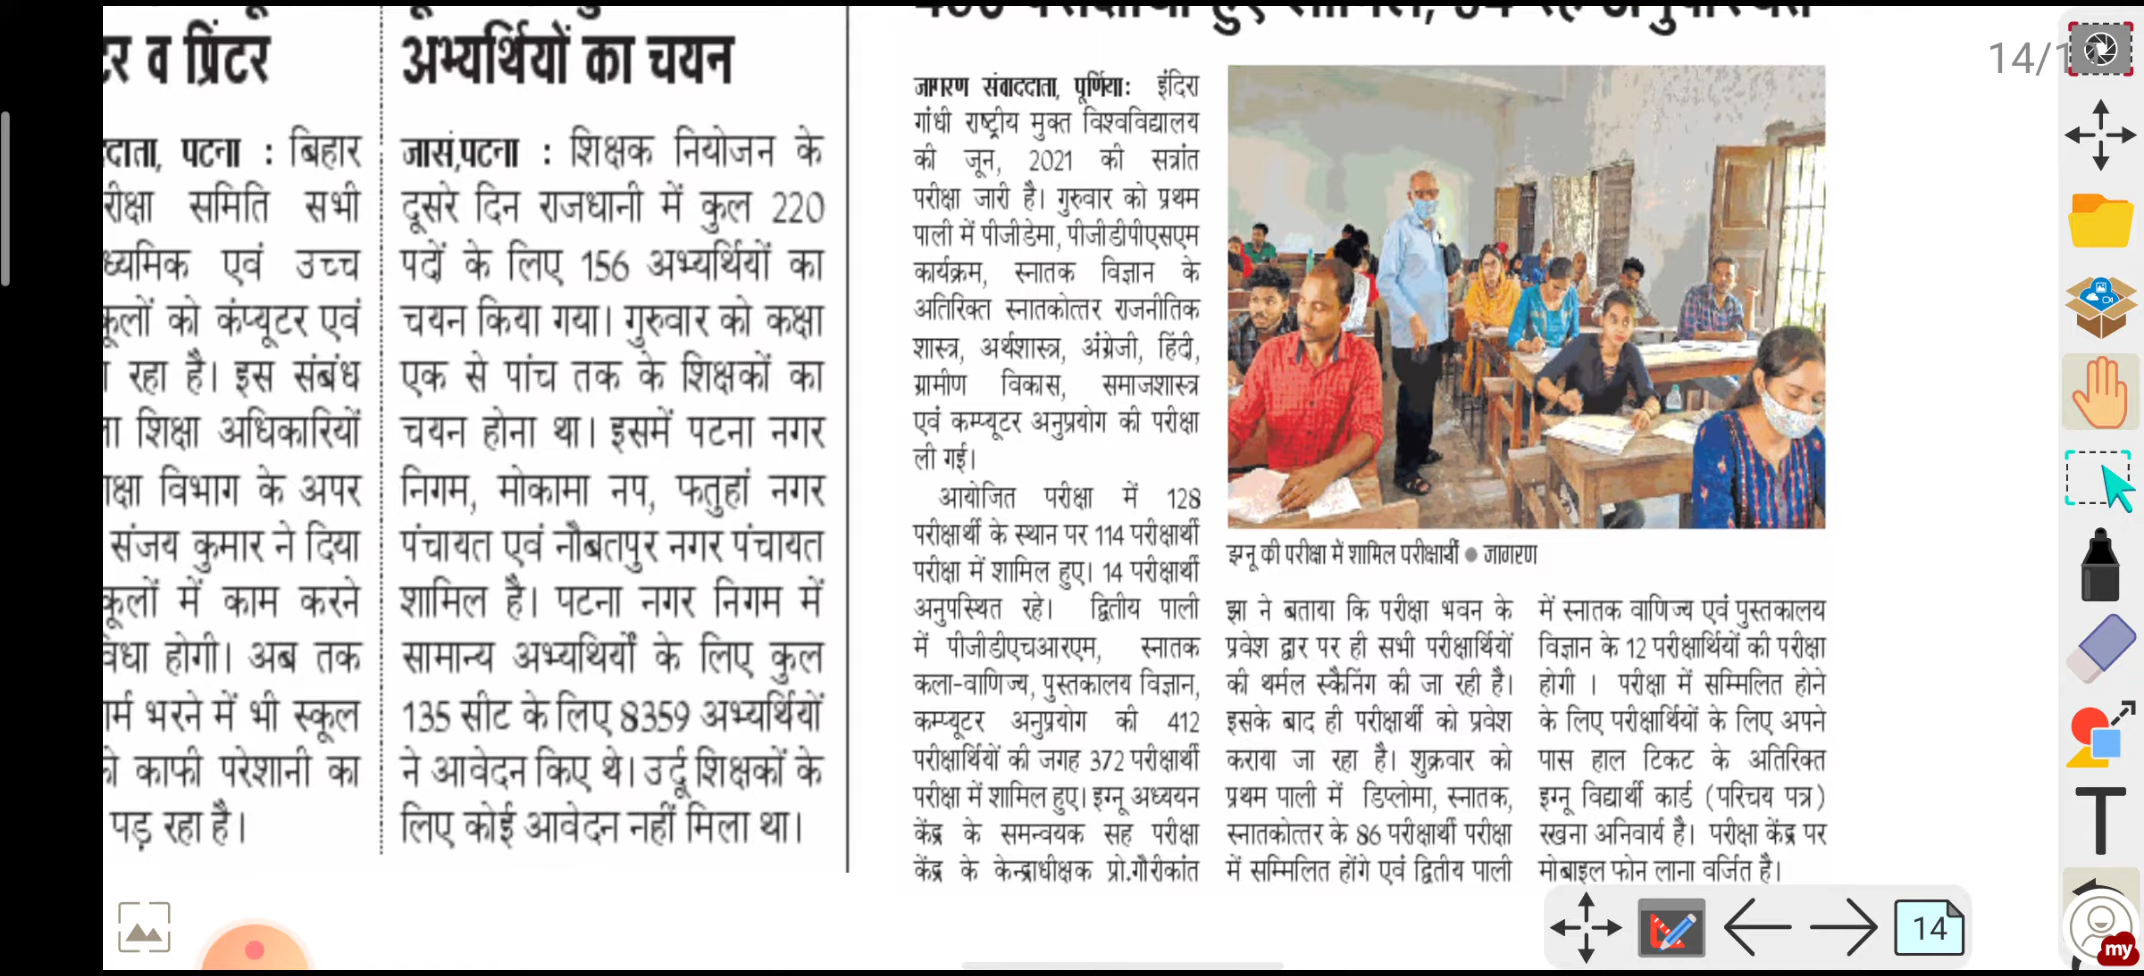 र व प्रिंटर
दाता, पटना : बिहार
रीक्षा समिति सभी
ध्यमिक एवं उच्च
कूलों को कंप्यूटर एवं
रहा है। इस संबंध
शिक्षा अधिकारियों
क्षा विभाग के अपर
संजय कुमार ने दिया
कूलों में काम करने
विधा होगी। अब तक
र्म भरने में भी स्कूल
काफी परेशानी का
पड़ रहा है।
अभ्यर्थियों का चयन
जासं,पटना : शिक्षक नियोजन के
दूसरे दिन राजधानी में कुल 220
पदों के लिए 156 अभ्यर्थियों का
चयन किया गया। गुरुवार को कक्षा
एक से पांच तक के शिक्षकों का
चयन होना था। इसमें पटना नगर
निगम, मोकामा नप, फतुहां नगर
पंचायत एवं नौबतपुर नगर पंचायत
शामिल है। पटना नगर निगम में
सामान्य अभ्यथियों के लिए कुल
135 सीट के लिए 8359 अभ्यर्थियों
ने आवेदन किए थे। उर्दू शिक्षकों के
लिए कोई आवेदन नहीं मिला था।
जागरण संवाददाता, पूर्णिया: इंदिरा
गांधी राष्ट्रीय मुक्त विश्वविद्यालय
की जून, 2021 की सत्रांत
परीक्षा जारी है। गुरुवार को प्रथम
पाली में पीजीडेमा, पीजीडीपीएसएम
कार्यक्रम, स्नातक विज्ञान के
अतिरिक्त स्नातकोत्तर राजनीतिक
शास्त्र, अर्थशास्त्र, अंग्रेजी, हिंदी,
ग्रामीण विकास, समाजशास्त्र
एवं कम्प्यूटर अनुप्रयोग की परीक्षा
ली गई।
आयोजित परीक्षा में 128
परीक्षार्थी के स्थान पर 114 परीक्षार्थी
परीक्षा में शामिल हुए। 14 परीक्षार्थी
अनुपस्थित रहे। द्वितीय पाली
में पीजीडीएचआरएम, स्नातक
कला-वाणिज्य, पुस्तकालय विज्ञान,
कम्प्यूटर अनुप्रयोग की 412
परीक्षार्थियों की जगह 372 परीक्षार्थी
परीक्षा में शामिल हुए। इग्नू अध्ययन
केंद्र के समन्वयक सह परीक्षा
केंद्र के केन्द्राधीक्षक प्रो.गौरीकांत
इग्नू की परीक्षा में शामिल परीक्षार्थी ● जागरण
झा ने बताया कि परीक्षा भवन के
प्रवेश द्वार पर ही सभी परीक्षार्थियों
की थर्मल स्कैनिंग की जा रही है।
इसके बाद ही परीक्षार्थी को प्रवेश
कराया जा रहा है। शुक्रवार को
प्रथम पाली में डिप्लोमा, स्नातक,
स्नातकोत्तर के 86 परीक्षार्थी परीक्षा
में सम्मिलित होंगे एवं द्वितीय पाली
में स्नातक वाणिज्य एवं पुस्तकालय
विज्ञान के 12 परीक्षार्थियों की परीक्षा
होगी । परीक्षा में सम्मिलित होने
के लिए परीक्षार्थियों के लिए अपने
पास हाल टिकट के अतिरिक्त
इग्नू विद्यार्थी कार्ड (परिचय पत्र)
रखना अनिवार्य है। परीक्षा केंद्र पर
मोबाइल फोन लाना वर्जित है।
14/
14
my